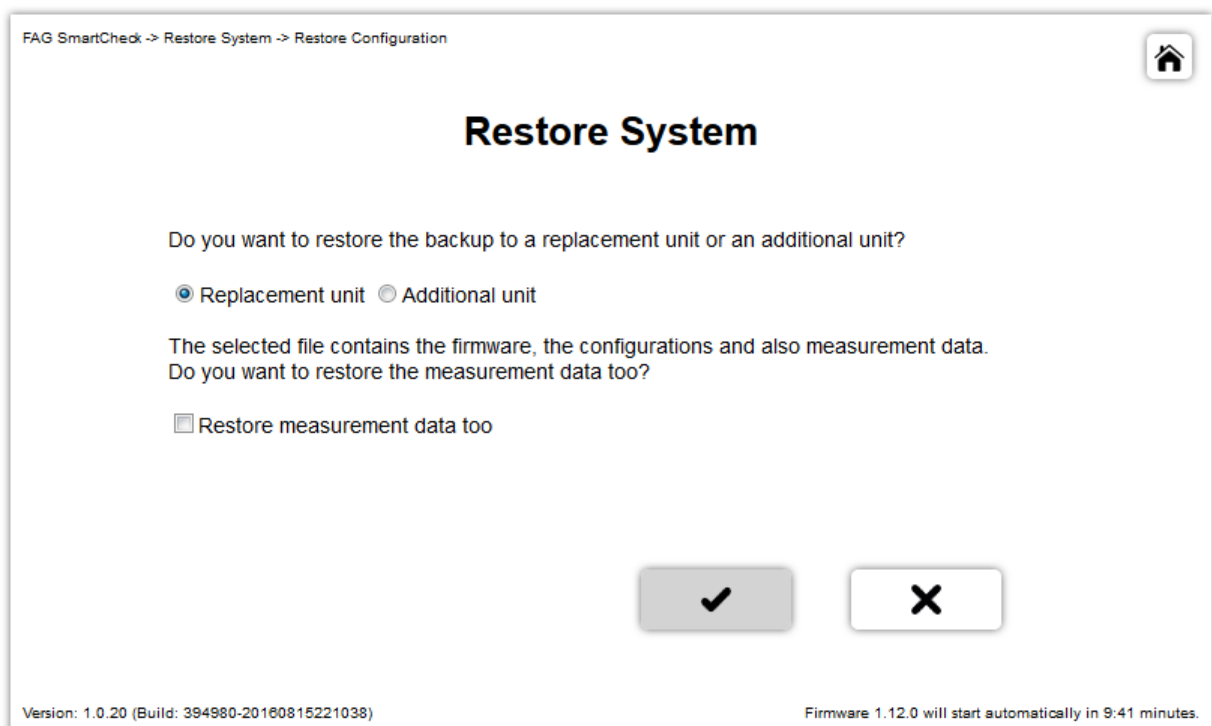 FAG SmartCheck -> Restore System -> Restore Configuration
Restore System
Do you want to restore the backup to a replacement unit or an additional unit?
Replacement unit Additional unit
The selected file contains the firmware, the configurations and also measurement data.
Do you want to restore the measurement data too?
Restore measurement data too
Version: 1.0.20 (Build: 394980-20160815221038)
Firmware 1.12.0 will start automatically in 9:41 minutes.